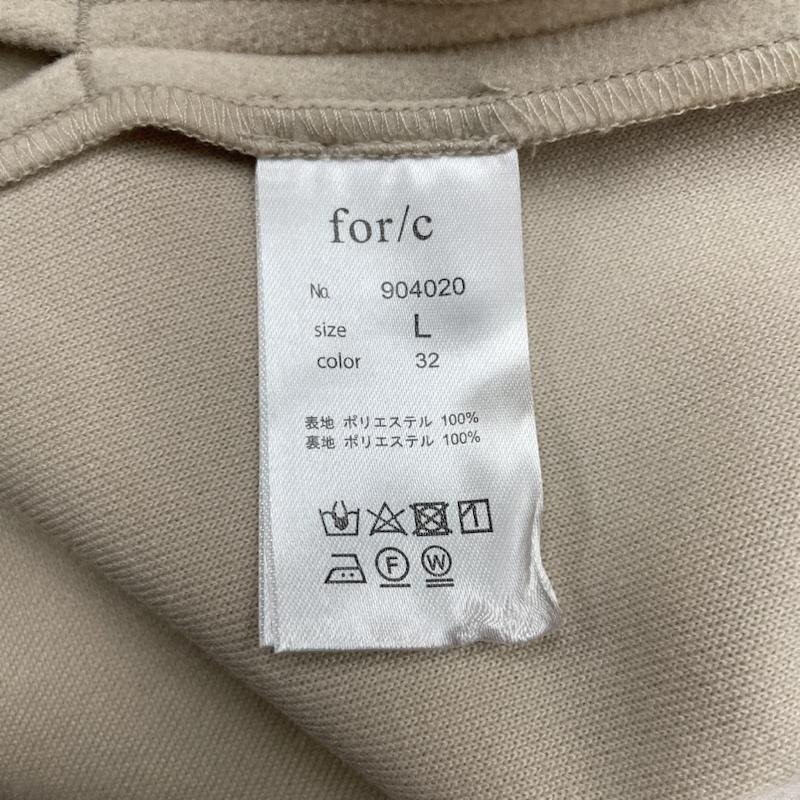 for/c
№ 904020
size L
color 32
表地 ポリエステル 100%
裏地 ポリエステル 100%
F W